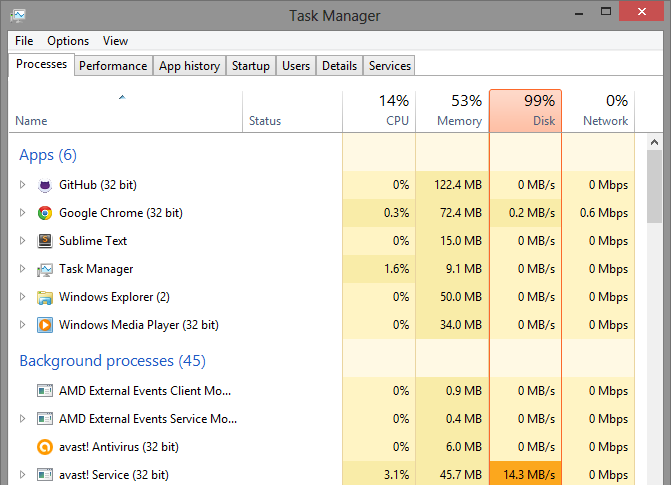 Task Manager
File Options View
Processes Performance App history Startup Users Details Services
14% 53% 99% 0%
Name Status CPU Memory Disk Network
Apps (6)
GitHub (32 bit) 0% 122.4 MB 0 MB/s 0 Mbps
Google Chrome (32 bit) 0.3% 72.4 MB 0.2 MB/s 0.6 Mbps
Sublime Text 0% 15.0 MB 0 MB/s 0 Mbps
Task Manager 1.6% 9.1 MB 0 MB/s 0 Mbps
Windows Explorer (2) 0% 50.0 MB 0 MB/s 0 Mbps
Windows Media Player (32 bit) 0% 34.0 MB 0 MB/s 0 Mbps
Background processes (45)
AMD External Events Client Mo... 0% 0.9 MB 0 MB/s 0 Mbps
AMD External Events Service Mo... 0% 0.4 MB 0 MB/s 0 Mbps
avast! Antivirus (32 bit) 0% 6.0 MB 0 MB/s 0 Mbps
avast! Service (32 bit) 3.1% 45.7 MB 14.3 MB/s 0 Mbps